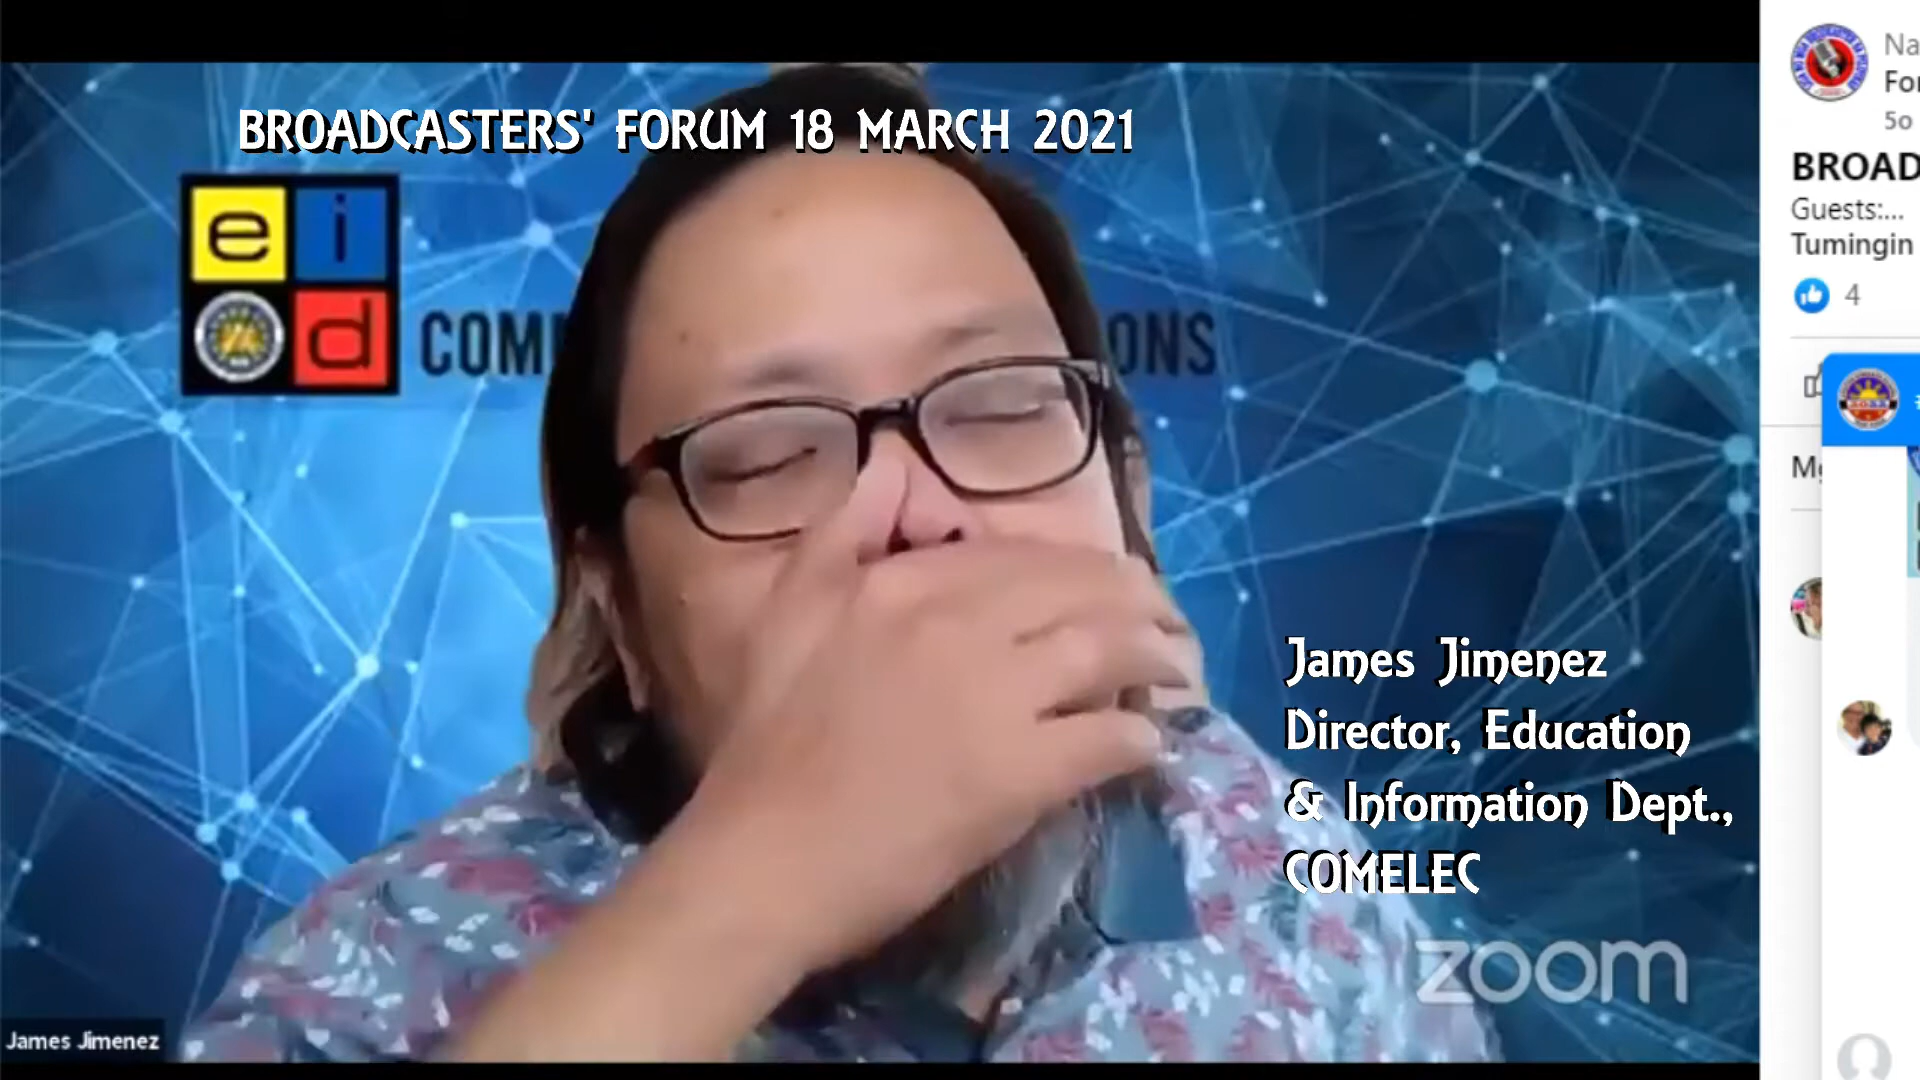 BROADCASTERS' FORUM 18 MARCH 2021
e i
d
COM
ONS
James Jimenez
Director, Education
& Information Dept.,
COMELEC
zoom
James Jimenez
Na
For
5o
BROAD
Guests:...
Tumingin
4